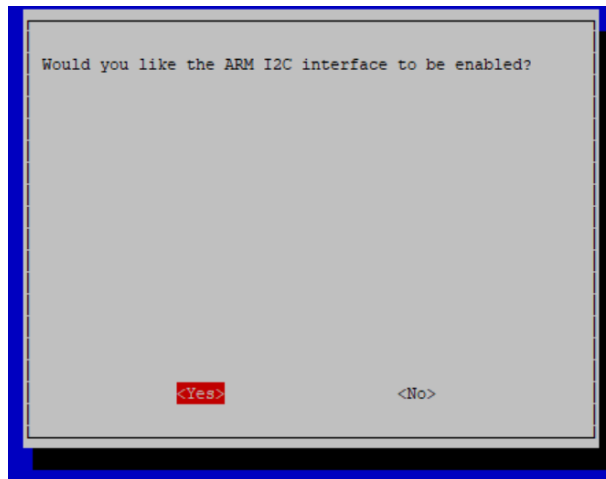 Would you like the ARM I2C interface to be enabled?
<Yes> <No>